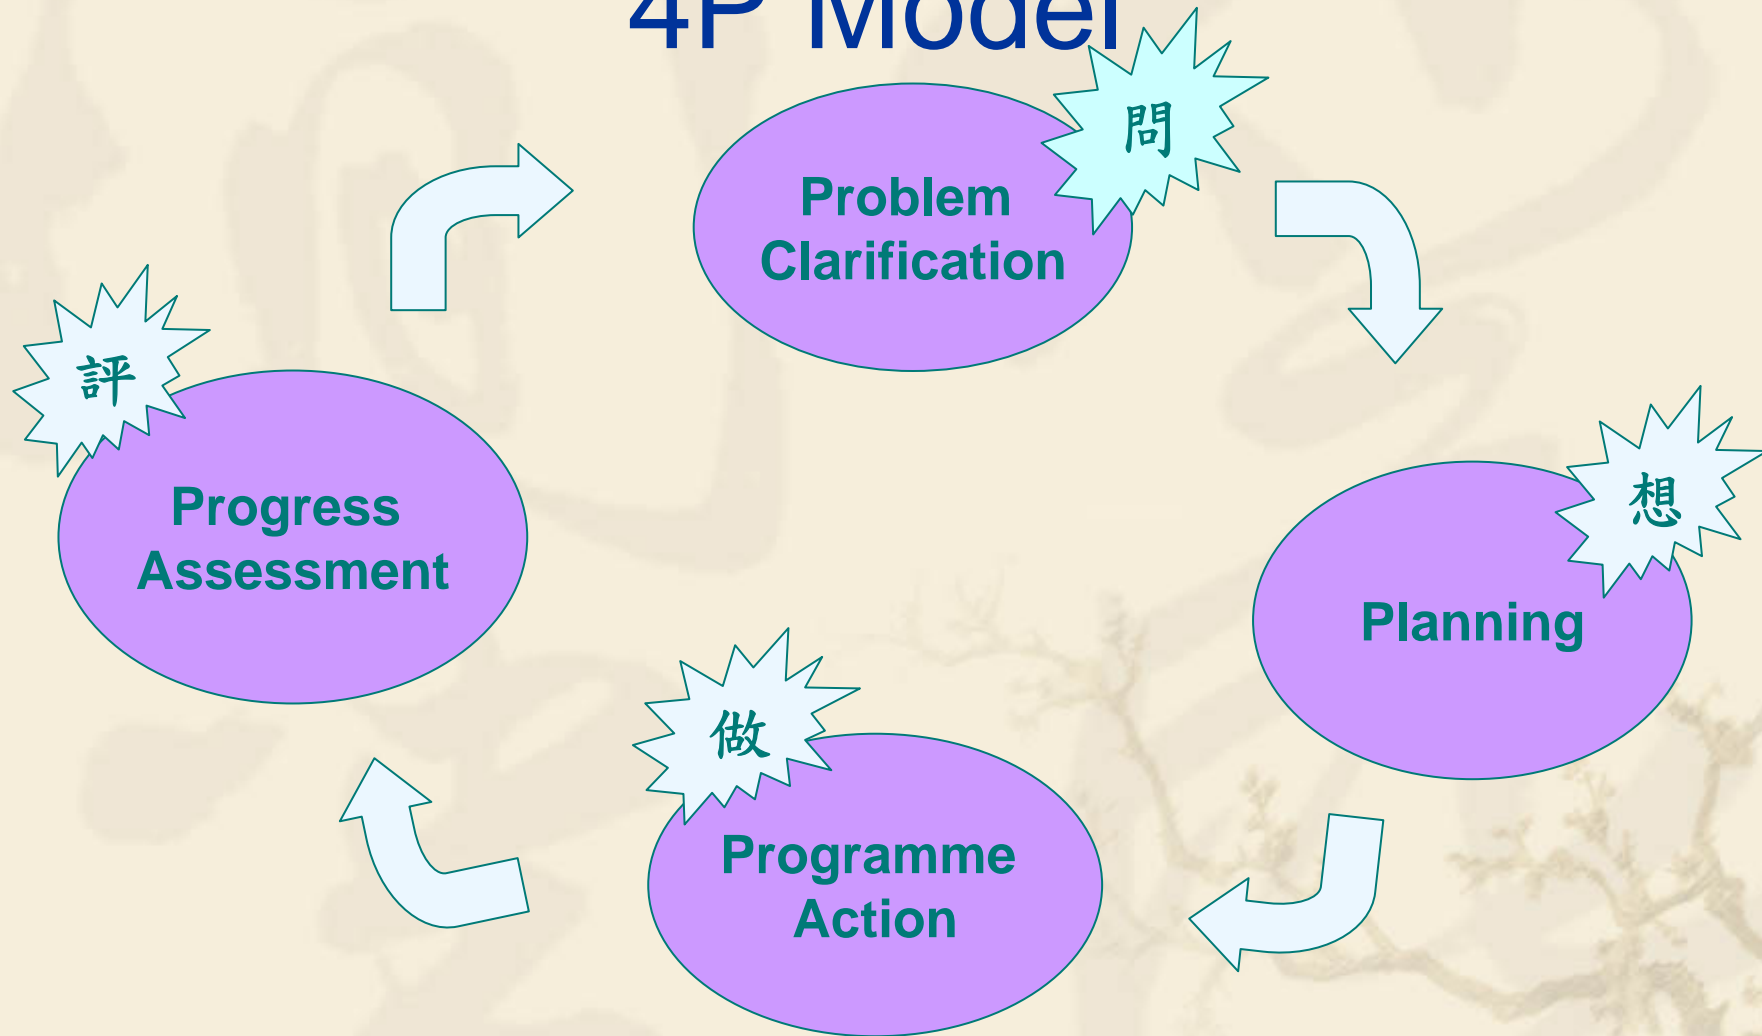 4P Model
問
Problem
Clarification
想
Planning
做
Programme
Action
評
Progress
Assessment